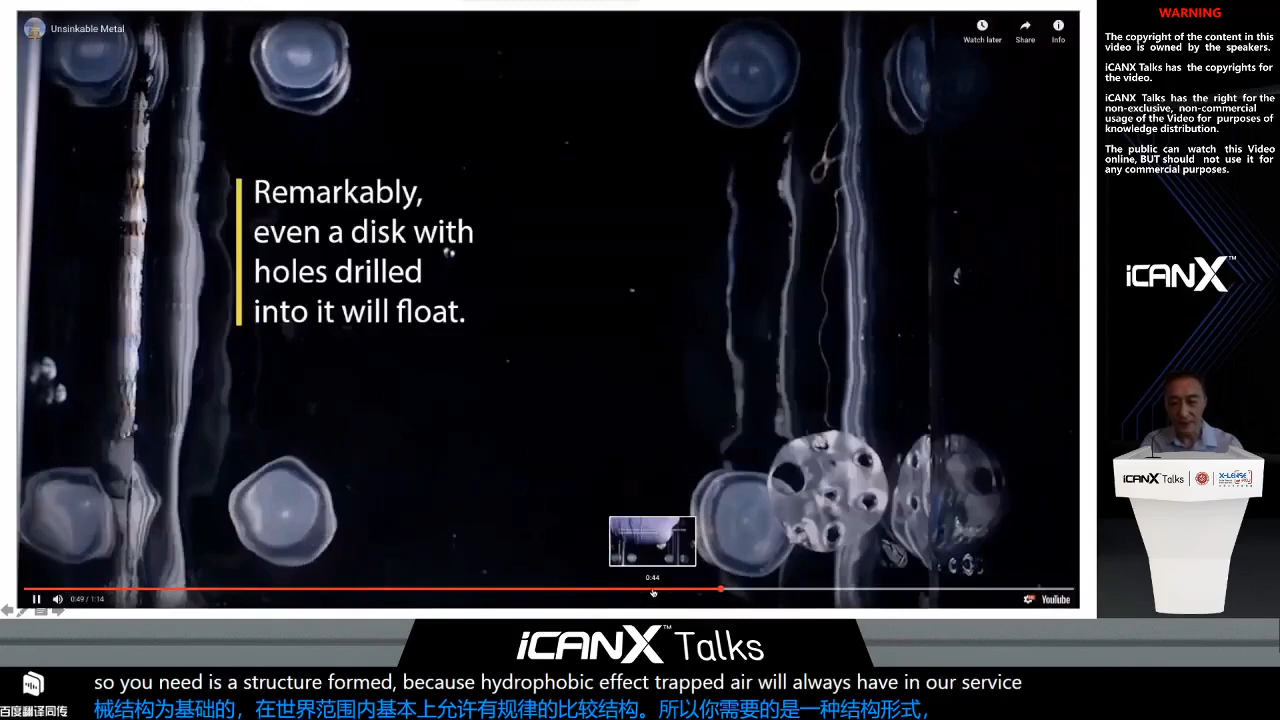 Unsinkable Metal
Watch later
Share
Info
Remarkably,
even a disk with
holes drilled
into it will float.
0:44
0:49 / 1:14
YouTube
WARNING
The copyright of the content in this
video is owned by the speakers.
iCANX Talks has the copyrights for
the video.
iCANX Talks has the right for the
non-exclusive, non-commercial
usage of the Video for purposes of
knowledge distribution.
The public can watch this Video
online, BUT should not use it for
any commercial purposes.
iCANX™
iCANX Talks
X-LENSE
iCANX™ Talks
so you need is a structure formed, because hydrophobic effect trapped air will always have in our service
械结构为基础的，在世界范围内基本上允许有规律的比较结构。所以你需要的是一种结构形式，
百度翻译同传